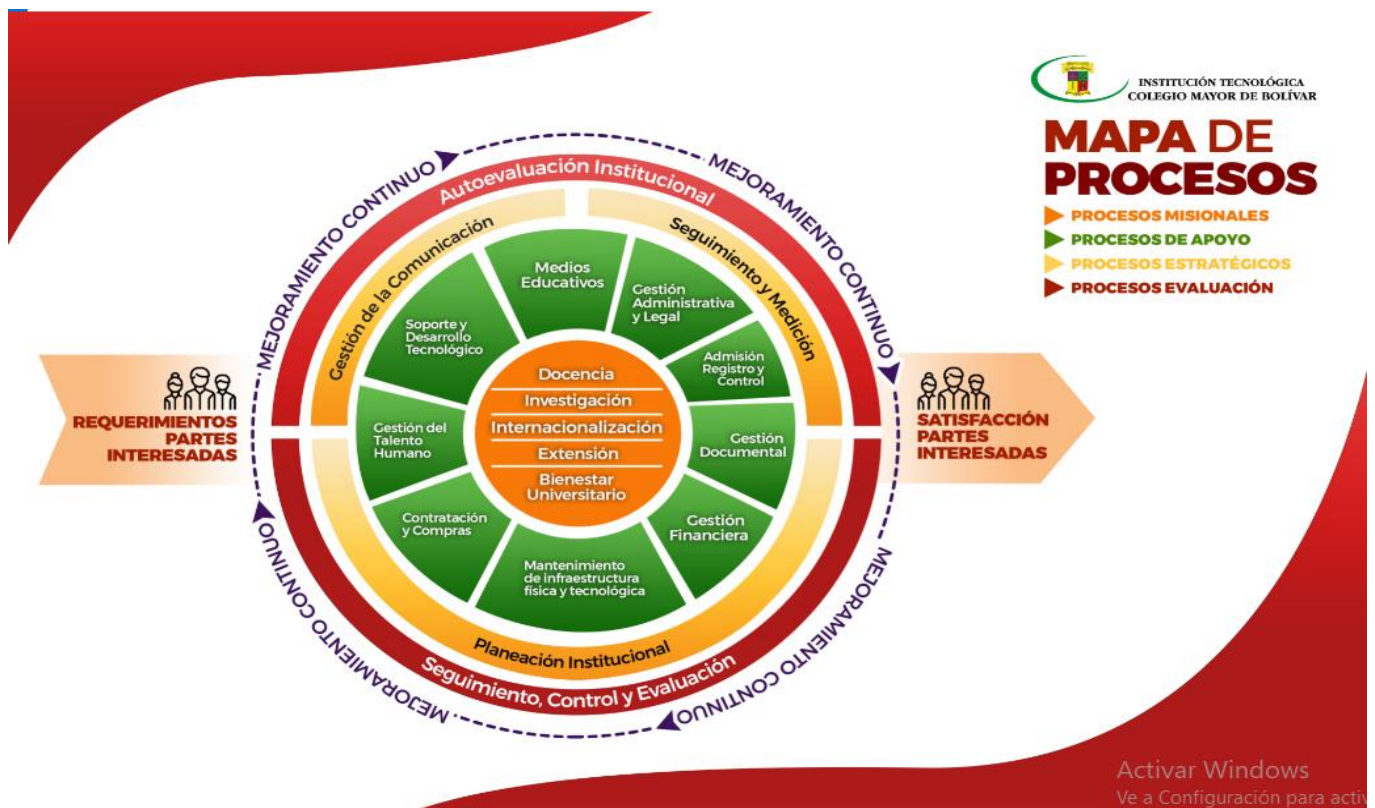 INSTITUCIÓN TECNOLÓGICA
COLEGIO MAYOR DE BOLÍVAR
MAPA DE
PROCESOS
PROCESOS MISIONALES
PROCESOS DE APOYO
PROCESOS ESTRATÉGICOS
PROCESOS EVALUACIÓN
MEJORAMIENTO CONTINUO
MEJORAMIENTO CONTINUO
Autoevaluación Institucional
Gestión de la Comunicación
Seguimiento y Medición
Medios
Educativos
Gestión
Administrativa
y Legal
Soporte y
Desarrollo
Tecnológico
Admisión
Registro y
Control
Docencia
Investigación
Internacionalización
Extensión
Bienestar
Universitario
REQUERIMIENTOS
PARTES
INTERESADAS
SATISFACCIÓN
PARTES
INTERESADAS
Gestión del
Talento
Humano
Gestión
Documental
Contratación
y Compras
Gestión
Financiera
Mantenimiento
de infraestructura
física y tecnológica
Planeación Institucional
Seguimiento, Control y Evaluación
MEJORAMIENTO CONTINUO
MEJORAMIENTO CONTINUO
Activar Windows
Ve a Configuración para activ